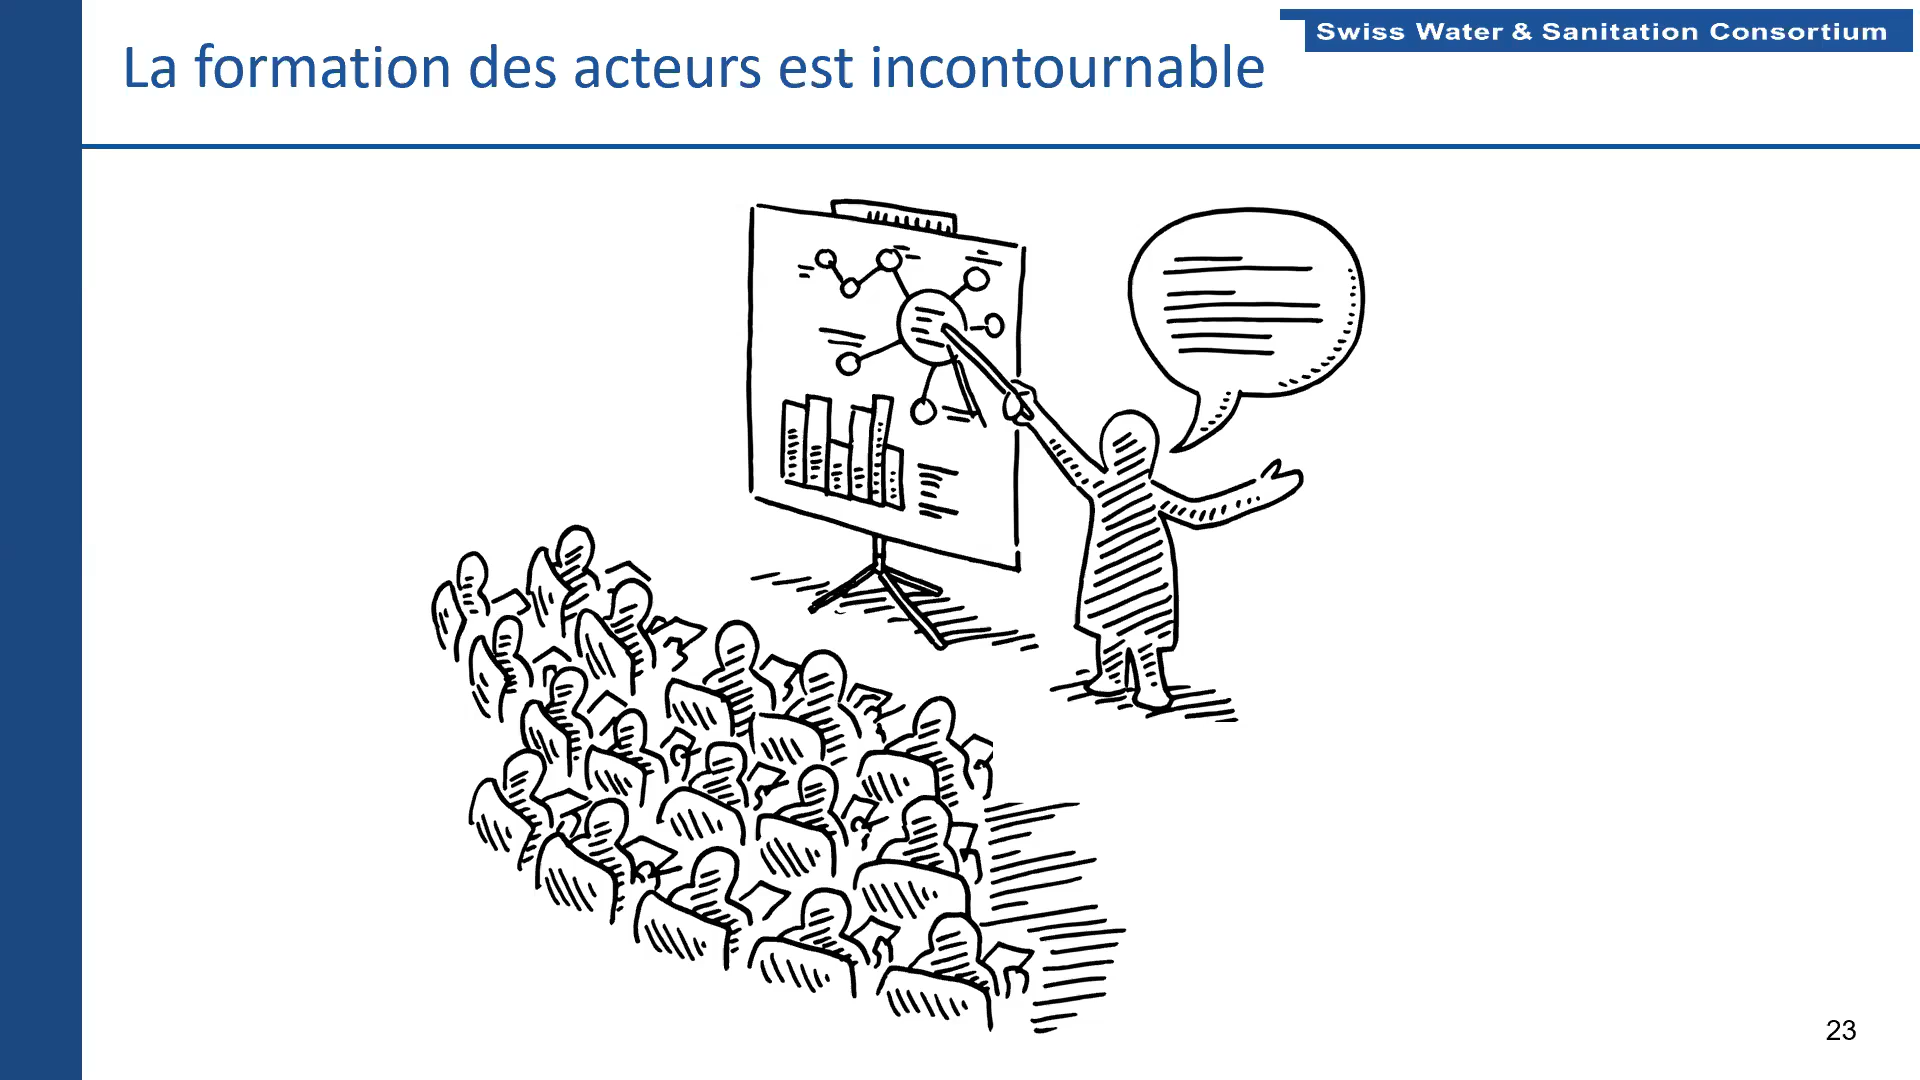 Swiss Water & Sanitation Consortium
La formation des acteurs est incontournable
23